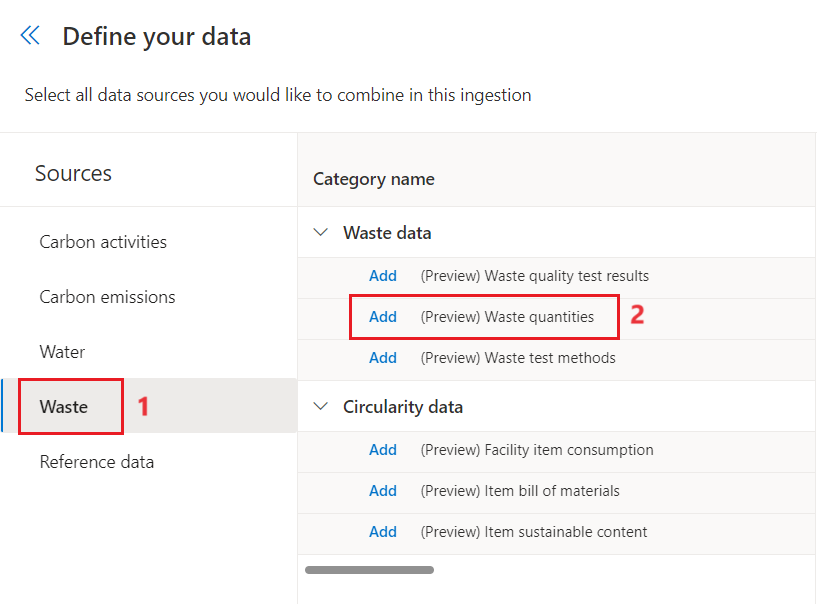 Define your data
Select all data sources you would like to combine in this ingestion
Sources
Category name
Carbon activities
Carbon emissions
Water
Waste 1
Reference data
Waste data
Add (Preview) Waste quality test results
Add (Preview) Waste quantities 2
Add (Preview) Waste test methods
Circularity data
Add (Preview) Facility item consumption
Add (Preview) Item bill of materials
Add (Preview) Item sustainable content